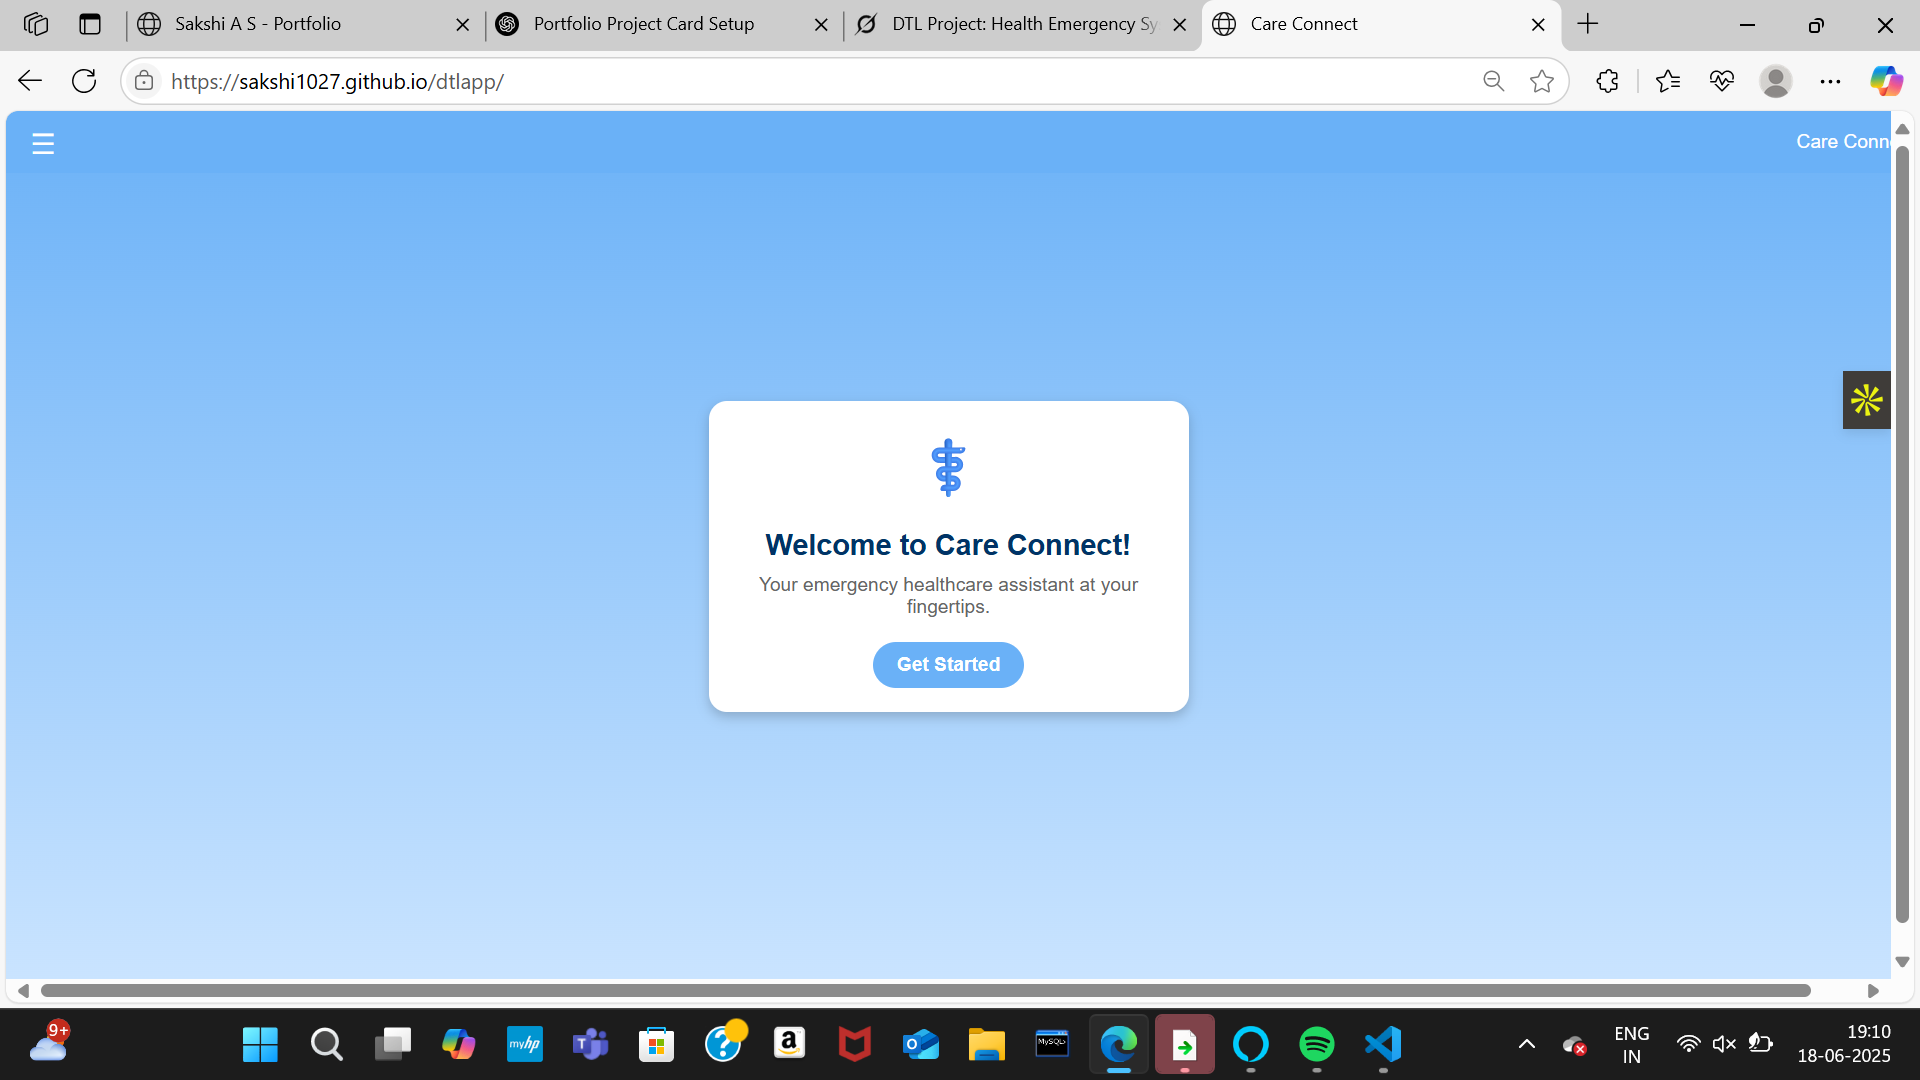 Sakshi A S - Portfolio
Portfolio Project Card Setup
DTL Project: Health Emergency Sy
Care Connect
https://sakshi1027.github.io/dtlapp/
☰
Care Conn
Welcome to Care Connect!
Your emergency healthcare assistant at your
fingertips.
Get Started
9+
myhp
T
?
a
O
MySQL>
ENG
IN
19:10
18-06-2025